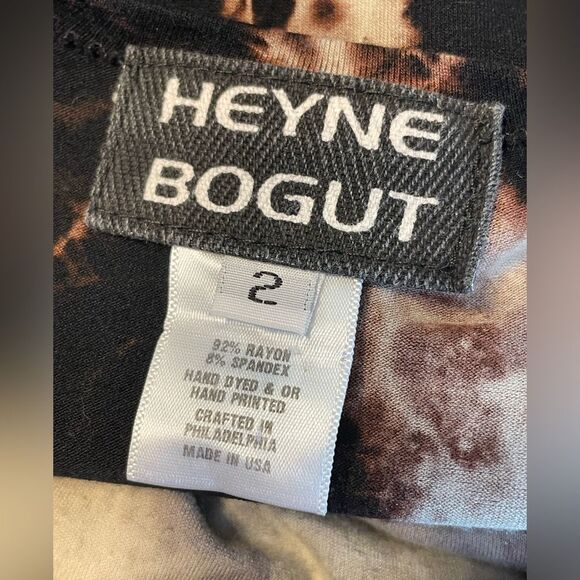 HEYNE
BOGUT
2
92% RAYON
8% SPANDEX
HAND DYED & OR
HAND PRINTED
CRAFTED IN
PHILADELPHIA
MADE IN USA